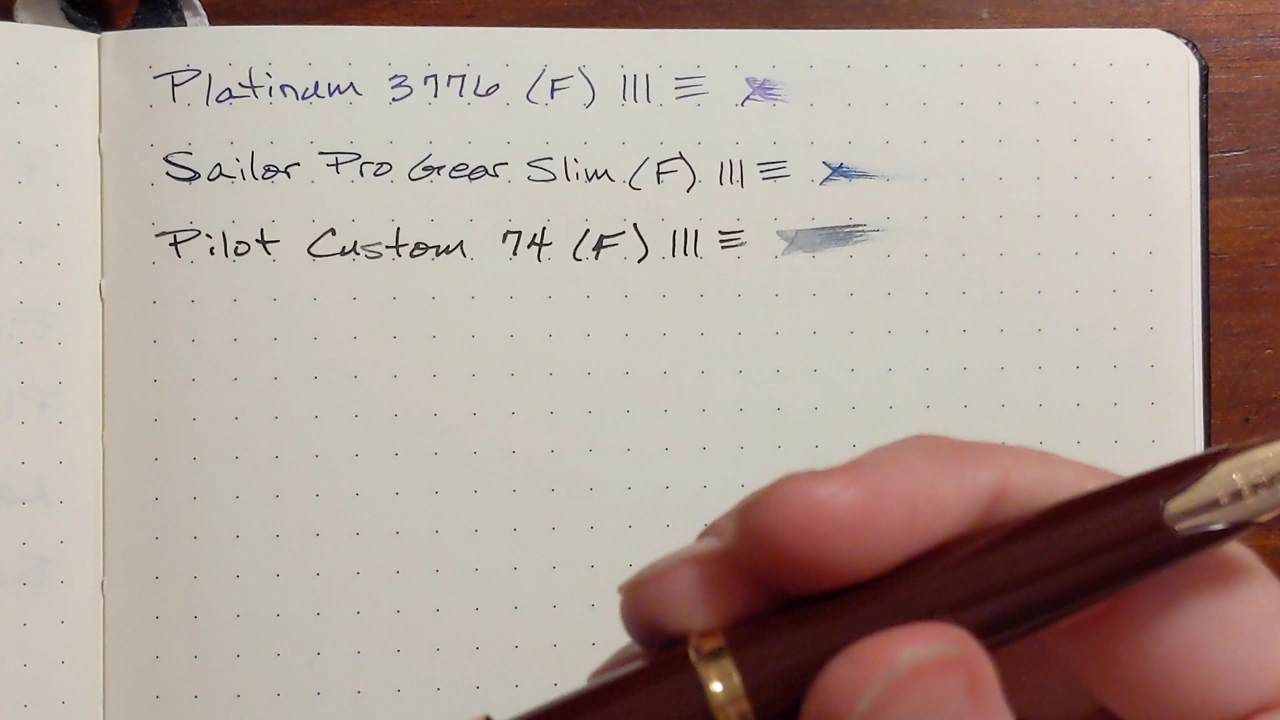 Platinum 3776 (F) ||| ≡
Sailor Pro Gear Slim (F) ||| ≡
Pilot Custom 74 (F) ||| ≡